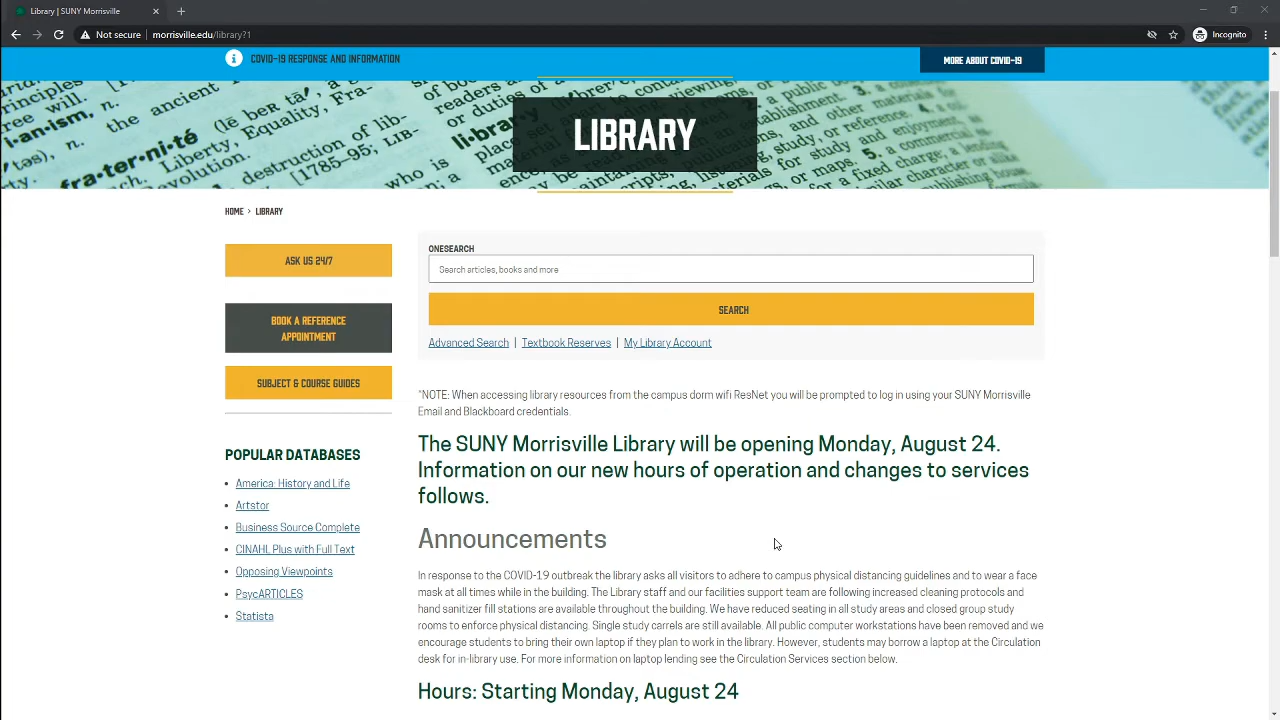 Library | SUNY Morrisville
Not secure | morrisville.edu/library?1
Incognito
COVID-19 RESPONSE AND INFORMATION
MORE ABOUT COVID-19
LIBRARY
HOME > LIBRARY
ASK US 24/7
BOOK A REFERENCE
APPOINTMENT
SUBJECT & COURSE GUIDES
POPULAR DATABASES
America: History and Life
Artstor
Business Source Complete
CINAHL Plus with Full Text
Opposing Viewpoints
PsycARTICLES
Statista
ONESEARCH
Search articles, books and more
SEARCH
Advanced Search | Textbook Reserves | My Library Account
*NOTE: When accessing library resources from the campus dorm wifi ResNet you will be prompted to log in using your SUNY Morrisville
Email and Blackboard credentials.
The SUNY Morrisville Library will be opening Monday, August 24.
Information on our new hours of operation and changes to services
follows.
Announcements
In response to the COVID-19 outbreak the library asks all visitors to adhere to campus physical distancing guidelines and to wear a face
mask at all times while in the building. The Library staff and our facilities support team are following increased cleaning protocols and
hand sanitizer fill stations are available throughout the building. We have reduced seating in all study areas and closed group study
rooms to enforce physical distancing. Single study carrels are still available. All public computer workstations have been removed and we
encourage students to bring their own laptop if they plan to work in the library. However, students may borrow a laptop at the Circulation
desk for in-library use. For more information on laptop lending see the Circulation Services section below.
Hours: Starting Monday, August 24